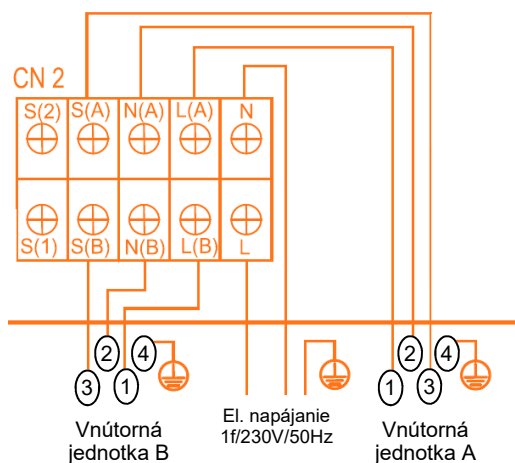 CN 2
S(2) S(A) N(A) L(A) N
S(1) S(B) N(B) L(B) L
2 4 2 4
3 1 1 3
Vnútorná
jednotka B
El. napájanie
1f/230V/50Hz
Vnútorná
jednotka A